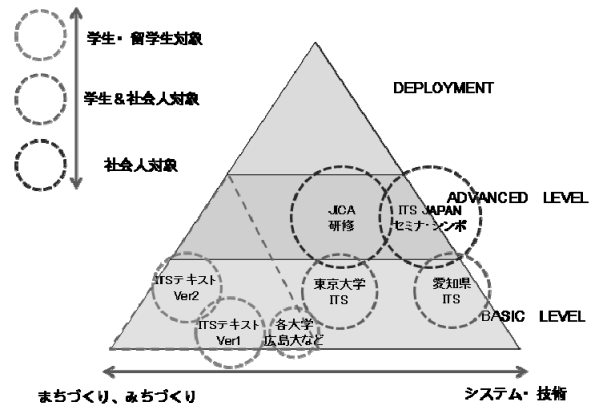 学生・留学生対象
学生&社会人対象
社会人対象
DEPLOYMENT
ADVANCED LEVEL
JICA
研修
ITS JAPAN
セミナ・シンポ
ITSテキスト
Ver2
東京大学
ITS
愛知県
ITS
BASIC LEVEL
ITSテキスト
Ver1
各大学
広島大など
まちづくり、みちづくり
システム・技術